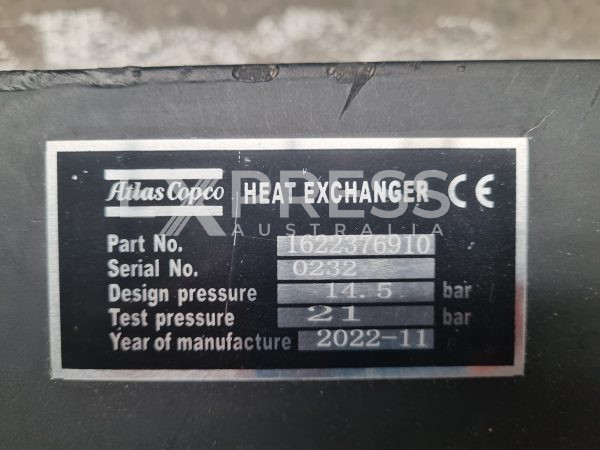 Atlas Copco HEAT EXCHANGER CE
XPRESS
AUSTRALIA
Part No. 1622376910
Serial No. 0232
Design pressure 14.5 bar
Test pressure 21 bar
Year of manufacture 2022-11